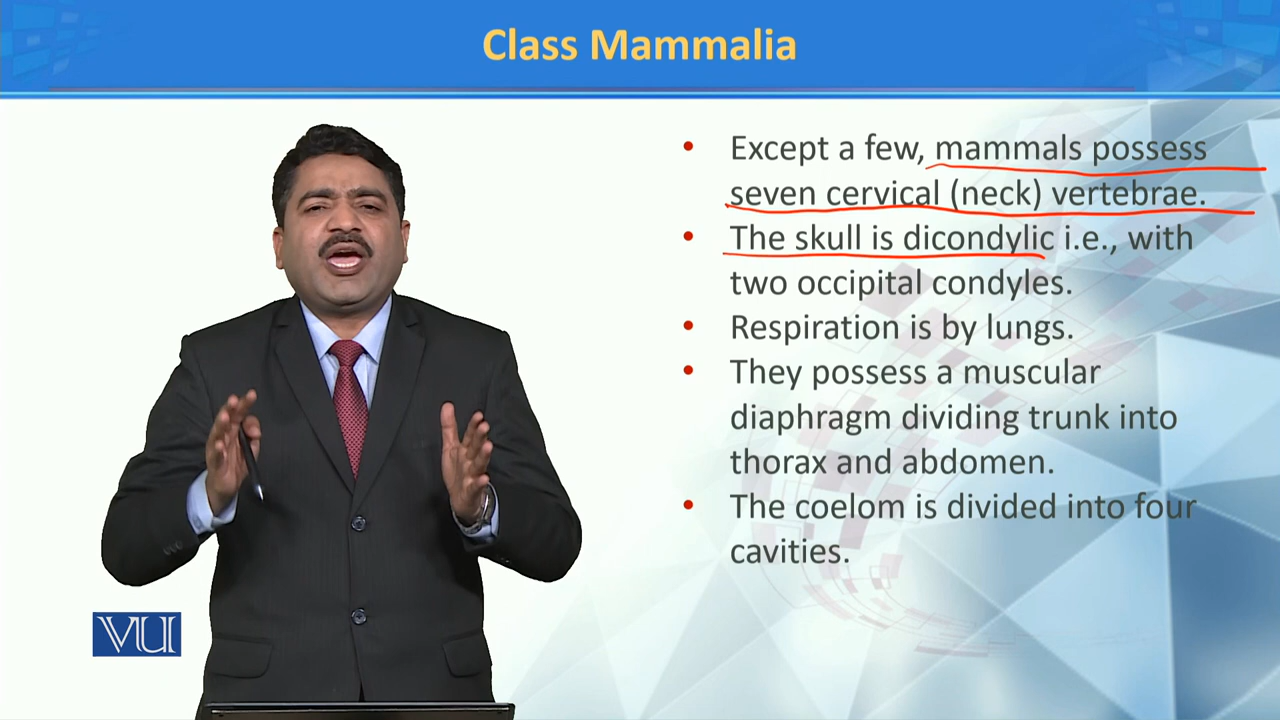 Class Mammalia
• Except a few, mammals possess
seven cervical (neck) vertebrae.
• The skull is dicondylic i.e., with
two occipital condyles.
• Respiration is by lungs.
• They possess a muscular
diaphragm dividing trunk into
thorax and abdomen.
• The coelom is divided into four
cavities.
VU